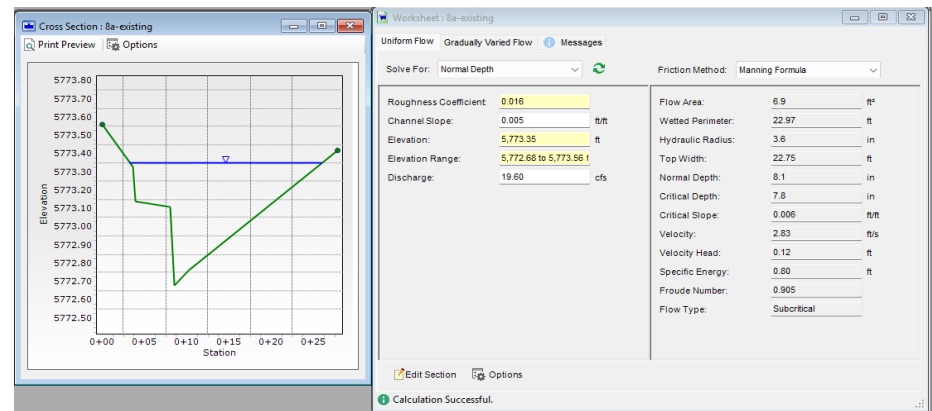 Cross Section : 8a-existing
Print Preview Options
5773.80
5773.70
5773.60
5773.50
5773.40
5773.30
5773.20
5773.10
5773.00
5772.90
5772.80
5772.70
5772.60
5772.50
Elevation
0+00 0+05 0+10 0+15 0+20 0+25
Station
Worksheet : 8a-existing
Uniform Flow Gradually Varied Flow Messages
Solve For: Normal Depth Friction Method: Manning Formula
Roughness Coefficient 0.016
Channel Slope: 0.005 ft/ft
Elevation: 5,773.35 ft
Elevation Range: 5,772.68 to 5,773.56 f
Discharge: 19.60 cfs
Flow Area: 6.9 ft²
Wetted Perimeter: 22.97 ft
Hydraulic Radius: 3.6 in
Top Width: 22.75 ft
Normal Depth: 8.1 in
Critical Depth: 7.8 in
Critical Slope: 0.006 ft/ft
Velocity: 2.83 ft/s
Velocity Head: 0.12 ft
Specific Energy: 0.80 ft
Froude Number: 0.905
Flow Type: Subcritical
Edit Section Options
Calculation Successful.